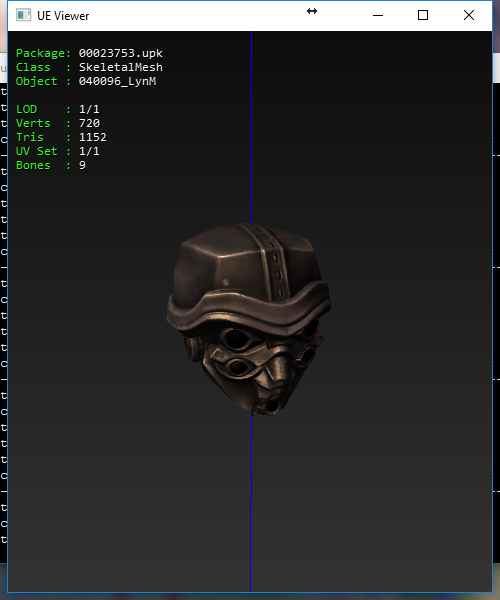 UE Viewer
Package: 00023753.upk
Class : SkeletalMesh
Object : 040096_LynM
LOD : 1/1
Verts : 720
Tris : 1152
UV Set : 1/1
Bones : 9